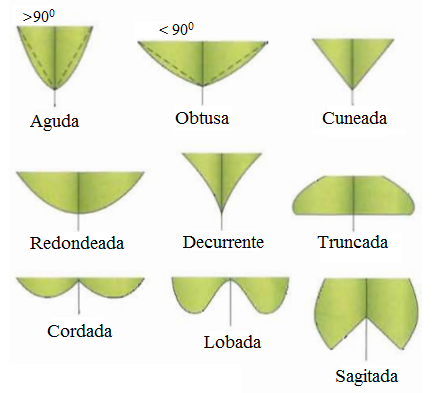 >90⁰
< 90⁰
Aguda
Obtusa
Cuneada
Redondeada
Decurrente
Truncada
Cordada
Lobada
Sagitada